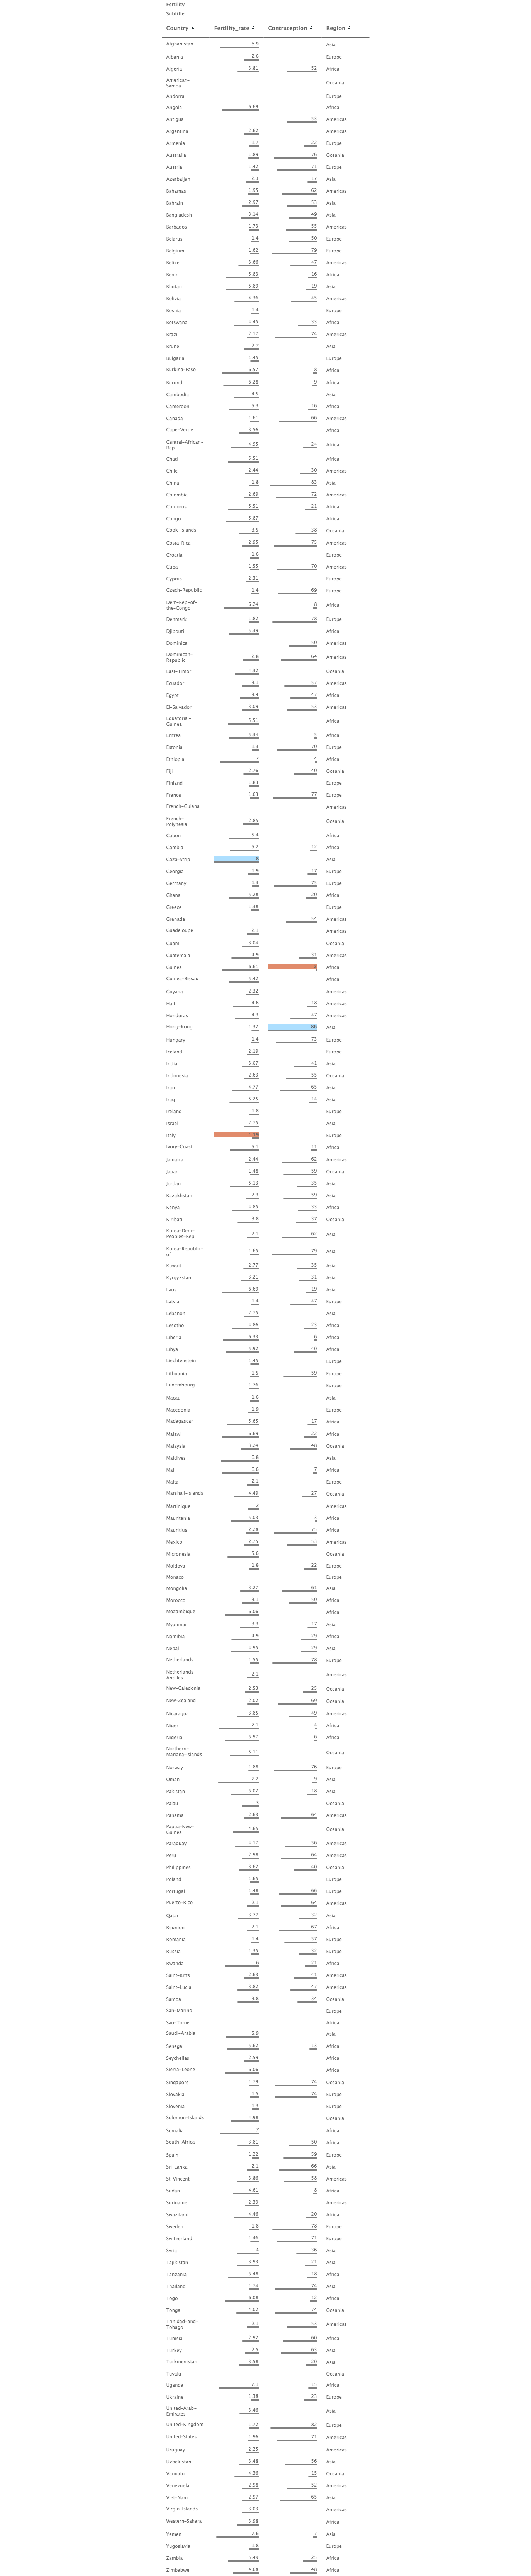 Fertility
Subtitle
Country Fertility_rate Contraception Region
Afghanistan 6.9 Asia
Albania 2.6 Europe
Algeria 3.81 52 Africa
American-
Samoa Oceania
Andorra Europe
Angola 6.69 Africa
Antigua 53 Americas
Argentina 2.62 Americas
Armenia 1.7 22 Europe
Australia 1.89 76 Oceania
Austria 1.42 71 Europe
Azerbaijan 2.3 17 Asia
Bahamas 1.95 62 Americas
Bahrain 2.97 53 Asia
Bangladesh 3.14 49 Asia
Barbados 1.73 55 Americas
Belarus 1.4 50 Europe
Belgium 1.62 79 Europe
Belize 3.66 47 Americas
Benin 5.83 16 Africa
Bhutan 5.89 19 Asia
Bolivia 4.36 45 Americas
Bosnia 1.4 Europe
Botswana 4.45 33 Africa
Brazil 2.17 74 Americas
Brunei 2.7 Asia
Bulgaria 1.45 Europe
Burkina-Faso 6.57 8 Africa
Burundi 6.28 9 Africa
Cambodia 4.5 Asia
Cameroon 5.3 16 Africa
Canada 1.61 66 Americas
Cape-Verde 3.56 Africa
Central-African-
Rep 4.95 24 Africa
Chad 5.51 Africa
Chile 2.44 30 Americas
China 1.8 83 Asia
Colombia 2.69 72 Americas
Comoros 5.51 21 Africa
Congo 5.87 Africa
Cook-Islands 3.5 38 Oceania
Costa-Rica 2.95 75 Americas
Croatia 1.6 Europe
Cuba 1.55 70 Americas
Cyprus 2.31 Europe
Czech-Republic 1.4 69 Europe
Dem-Rep-of-
the-Congo 6.24 8 Africa
Denmark 1.82 78 Europe
Djibouti 5.39 Africa
Dominica 50 Americas
Dominican-
Republic 2.8 64 Americas
East-Timor 4.32 Oceania
Ecuador 3.1 57 Americas
Egypt 3.4 47 Africa
El-Salvador 3.09 53 Americas
Equatorial-
Guinea 5.51 Africa
Eritrea 5.34 5 Africa
Estonia 1.3 70 Europe
Ethiopia 7 4 Africa
Fiji 2.76 40 Oceania
Finland 1.83 Europe
France 1.63 77 Europe
French-Guiana Americas
French-
Polynesia 2.85 Oceania
Gabon 5.4 Africa
Gambia 5.2 12 Africa
Gaza-Strip 8 Asia
Georgia 1.9 17 Europe
Germany 1.3 75 Europe
Ghana 5.28 20 Africa
Greece 1.38 Europe
Grenada 54 Americas
Guadeloupe 2.1 Americas
Guam 3.04 Oceania
Guatemala 4.9 31 Americas
Guinea 6.61 2 Africa
Guinea-Bissau 5.42 Africa
Guyana 2.32 Americas
Haiti 4.6 18 Americas
Honduras 4.3 47 Americas
Hong-Kong 1.32 86 Asia
Hungary 1.4 73 Europe
Iceland 2.19 Europe
India 3.07 41 Asia
Indonesia 2.63 55 Oceania
Iran 4.77 65 Asia
Iraq 5.25 14 Asia
Ireland 1.8 Europe
Israel 2.75 Asia
Italy 1.19 Europe
Ivory-Coast 5.1 11 Africa
Jamaica 2.44 62 Americas
Japan 1.48 59 Oceania
Jordan 5.13 35 Asia
Kazakhstan 2.3 59 Asia
Kenya 4.85 33 Africa
Kiribati 3.8 37 Oceania
Korea-Dem-
Peoples-Rep 2.1 62 Asia
Korea-Republic-
of 1.65 79 Asia
Kuwait 2.77 35 Asia
Kyrgyzstan 3.21 31 Asia
Laos 6.69 19 Asia
Latvia 1.4 47 Europe
Lebanon 2.75 Asia
Lesotho 4.86 23 Africa
Liberia 6.33 6 Africa
Libya 5.92 40 Africa
Liechtenstein 1.45 Europe
Lithuania 1.5 59 Europe
Luxembourg 1.76 Europe
Macau 1.6 Asia
Macedonia 1.9 Europe
Madagascar 5.65 17 Africa
Malawi 6.69 22 Africa
Malaysia 3.24 48 Oceania
Maldives 6.8 Asia
Mali 6.6 7 Africa
Malta 2.1 Europe
Marshall-Islands 4.49 27 Oceania
Martinique 2 Americas
Mauritania 5.03 3 Africa
Mauritius 2.28 75 Africa
Mexico 2.75 53 Americas
Micronesia 5.6 Oceania
Moldova 1.8 22 Europe
Monaco Europe
Mongolia 3.27 61 Asia
Morocco 3.1 50 Africa
Mozambique 6.06 Africa
Myanmar 3.3 17 Asia
Namibia 4.9 29 Africa
Nepal 4.95 29 Asia
Netherlands 1.55 78 Europe
Netherlands-
Antilles 2.1 Americas
New-Caledonia 2.53 25 Oceania
New-Zealand 2.02 69 Oceania
Nicaragua 3.85 49 Americas
Niger 7.1 4 Africa
Nigeria 5.97 6 Africa
Northern-
Mariana-Islands 5.11 Oceania
Norway 1.88 76 Europe
Oman 7.2 9 Asia
Pakistan 5.02 18 Asia
Palau 3 Oceania
Panama 2.63 64 Americas
Papua-New-
Guinea 4.65 Oceania
Paraguay 4.17 56 Americas
Peru 2.98 64 Americas
Philippines 3.62 40 Oceania
Poland 1.65 Europe
Portugal 1.48 66 Europe
Puerto-Rico 2.1 64 Americas
Qatar 3.77 32 Asia
Reunion 2.1 67 Africa
Romania 1.4 57 Europe
Russia 1.35 32 Europe
Rwanda 6 21 Africa
Saint-Kitts 2.63 41 Americas
Saint-Lucia 3.82 47 Americas
Samoa 3.8 34 Oceania
San-Marino Europe
Sao-Tome Africa
Saudi-Arabia 5.9 Asia
Senegal 5.62 13 Africa
Seychelles 2.59 Africa
Sierra-Leone 6.06 Africa
Singapore 1.79 74 Oceania
Slovakia 1.5 74 Europe
Slovenia 1.3 Europe
Solomon-Islands 4.98 Oceania
Somalia 7 Africa
South-Africa 3.81 50 Africa
Spain 1.22 59 Europe
Sri-Lanka 2.1 66 Asia
St-Vincent 3.86 58 Americas
Sudan 4.61 8 Africa
Suriname 2.39 Americas
Swaziland 4.46 20 Africa
Sweden 1.8 78 Europe
Switzerland 1.46 71 Europe
Syria 4 36 Asia
Tajikistan 3.93 21 Asia
Tanzania 5.48 18 Africa
Thailand 1.74 74 Asia
Togo 6.08 12 Africa
Tonga 4.02 74 Oceania
Trinidad-and-
Tobago 2.1 53 Americas
Tunisia 2.92 60 Africa
Turkey 2.5 63 Asia
Turkmenistan 3.58 20 Asia
Tuvalu Oceania
Uganda 7.1 15 Africa
Ukraine 1.38 23 Europe
United-Arab-
Emirates 3.46 Asia
United-Kingdom 1.72 82 Europe
United-States 1.96 71 Americas
Uruguay 2.25 Americas
Uzbekistan 3.48 56 Asia
Vanuatu 4.36 15 Oceania
Venezuela 2.98 52 Americas
Viet-Nam 2.97 65 Asia
Virgin-Islands 3.03 Americas
Western-Sahara 3.98 Africa
Yemen 7.6 7 Asia
Yugoslavia 1.8 Europe
Zambia 5.49 25 Africa
Zimbabwe 4.68 48 Africa